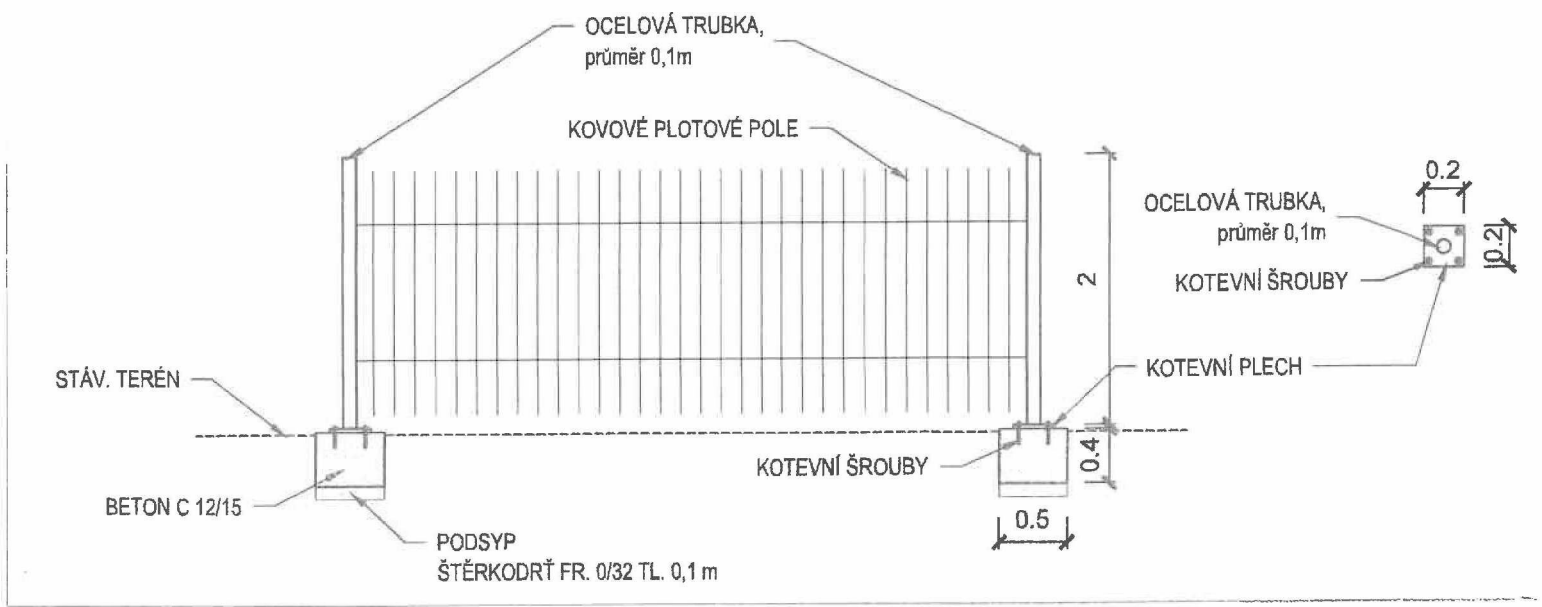 OCELOVÁ TRUBKA,
průměr 0,1m
KOVOVÉ PLOTOVÉ POLE
0.2
OCELOVÁ TRUBKA,
průměr 0,1m
0.2
KOTEVNÍ ŠROUBY
2
KOTEVNÍ PLECH
STÁV. TERÉN
KOTEVNÍ ŠROUBY
0.4
BETON C 12/15
0.5
PODSYP
ŠTĚRKODRŤ FR. 0/32 TL. 0,1 m